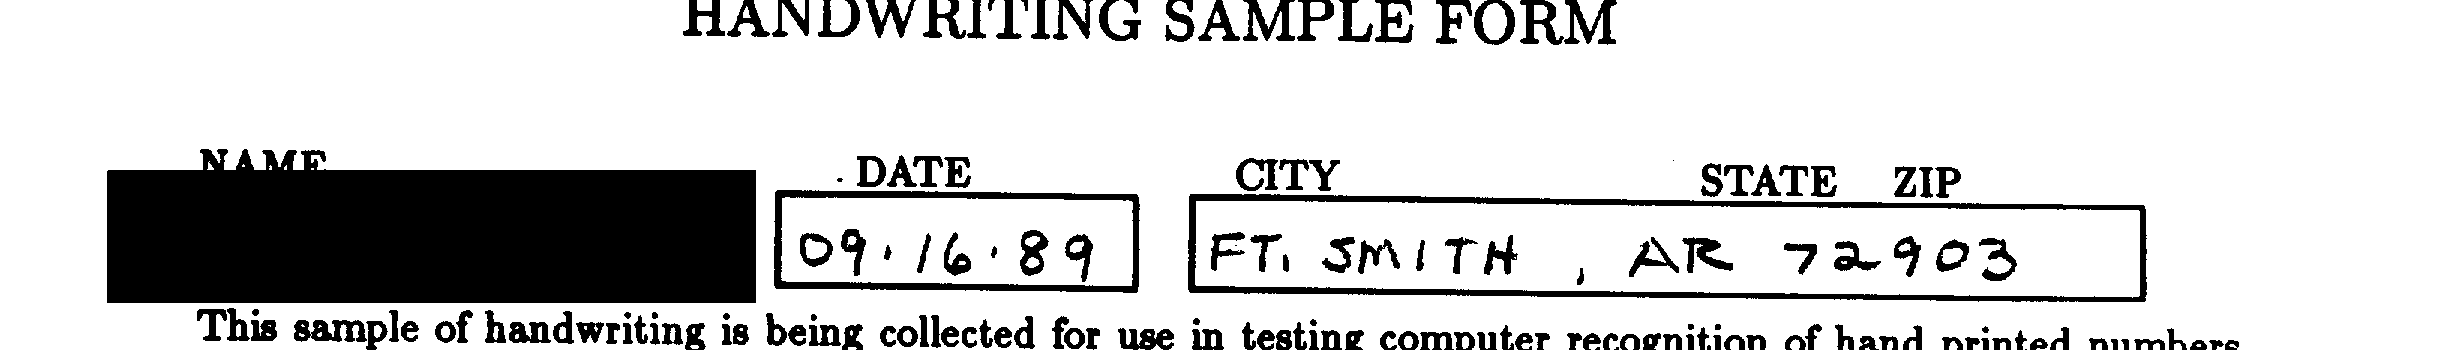 HANDWRITING SAMPLE FORM
NAME DATE CITY STATE ZIP
09.16.89 FT. SMITH, AR 72903
This sample of handwriting is being collected for use in testing computer recognition of hand printed numbers